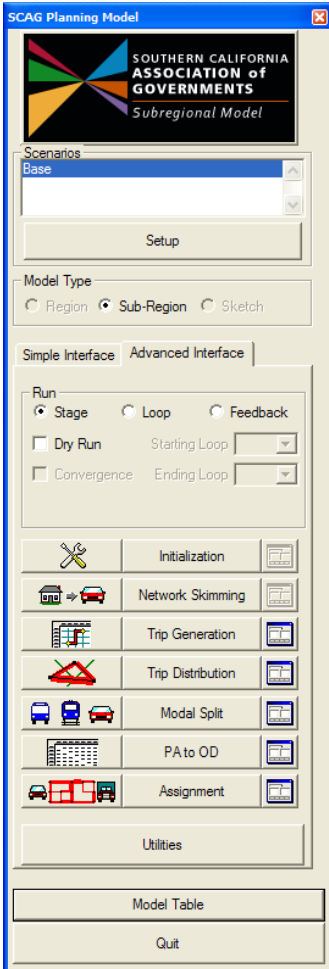 SCAG Planning Model
SOUTHERN CALIFORNIA
ASSOCIATION of
GOVERNMENTS
Subregional Model
Scenarios
Base
Setup
Model Type
Region Sub-Region Sketch
Simple Interface Advanced Interface
Run
Stage Loop Feedback
Dry Run Starting Loop
Convergence Ending Loop
Initialization
Network Skimming
Trip Generation
Trip Distribution
Modal Split
PA to OD
Assignment
Utilities
Model Table
Quit